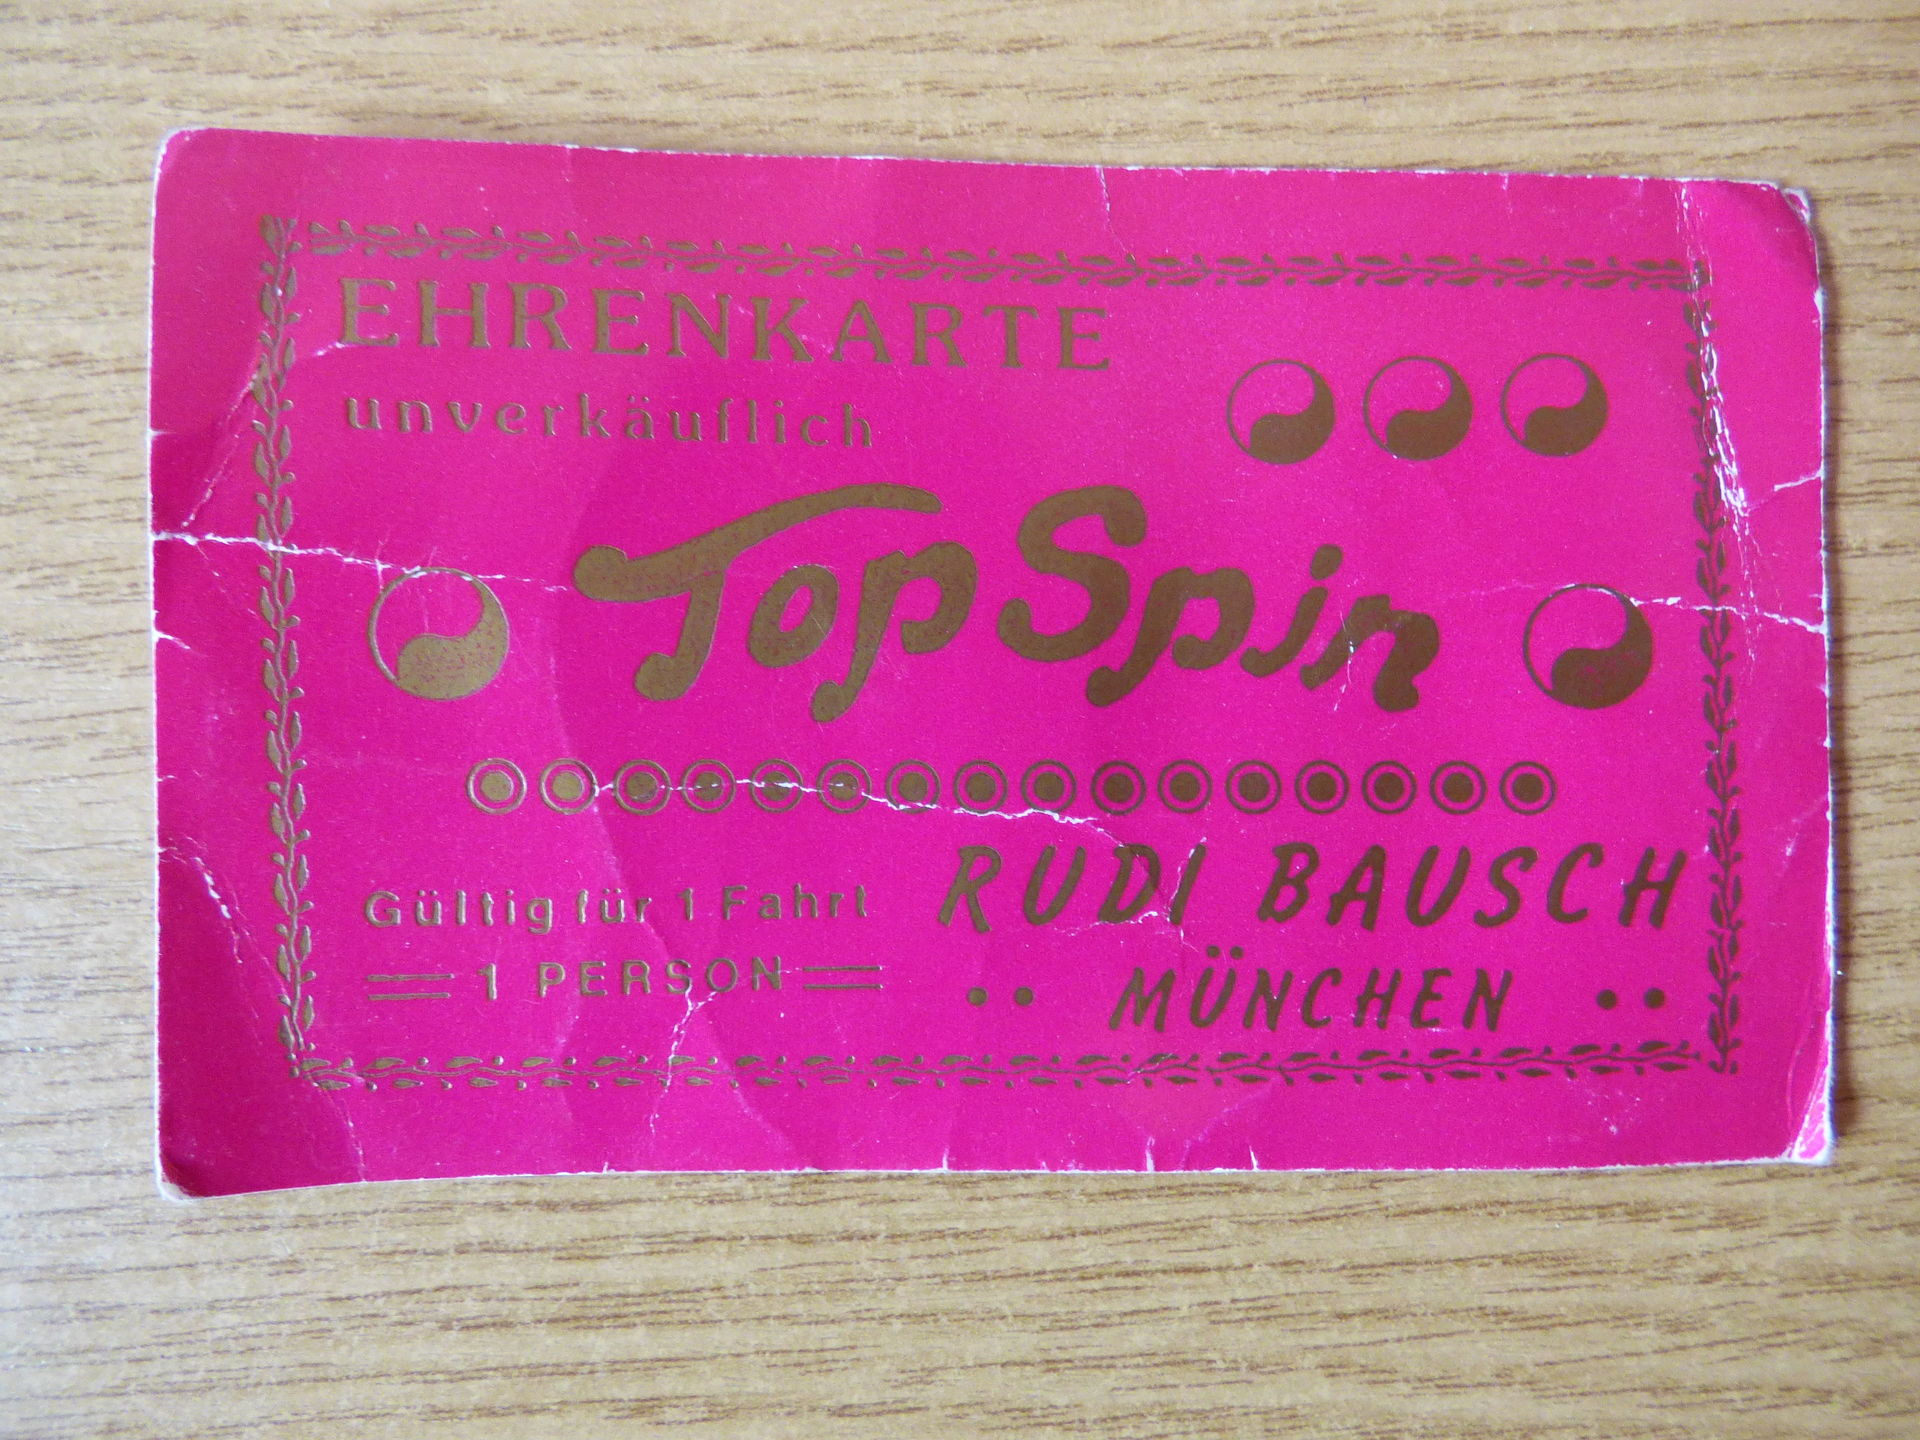 EHRENKARTE
unverkäuflich
Top Spin
Gültig für 1 Fahrt
1 PERSON
RUDI BAUSCH
MÜNCHEN